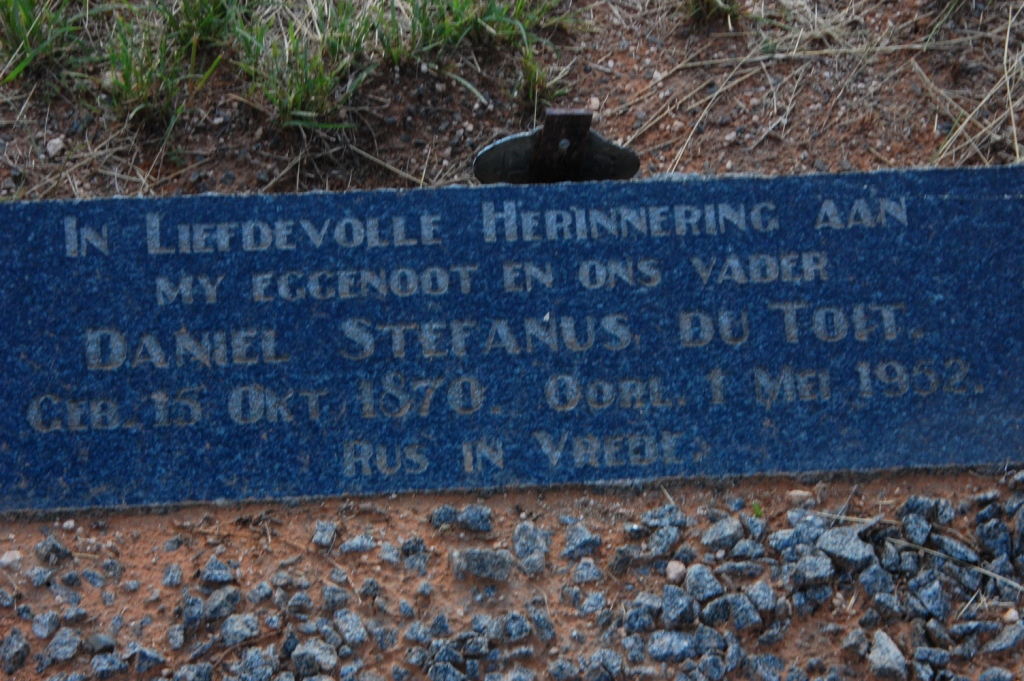 In Liefdevolle Herinnering aan
my eggenoot en ons vader
Daniel Stefanus du Toit.
Geb. 15 Okt. 1870. Oorl. 1 Mei 1952.
Rus in Vrede.